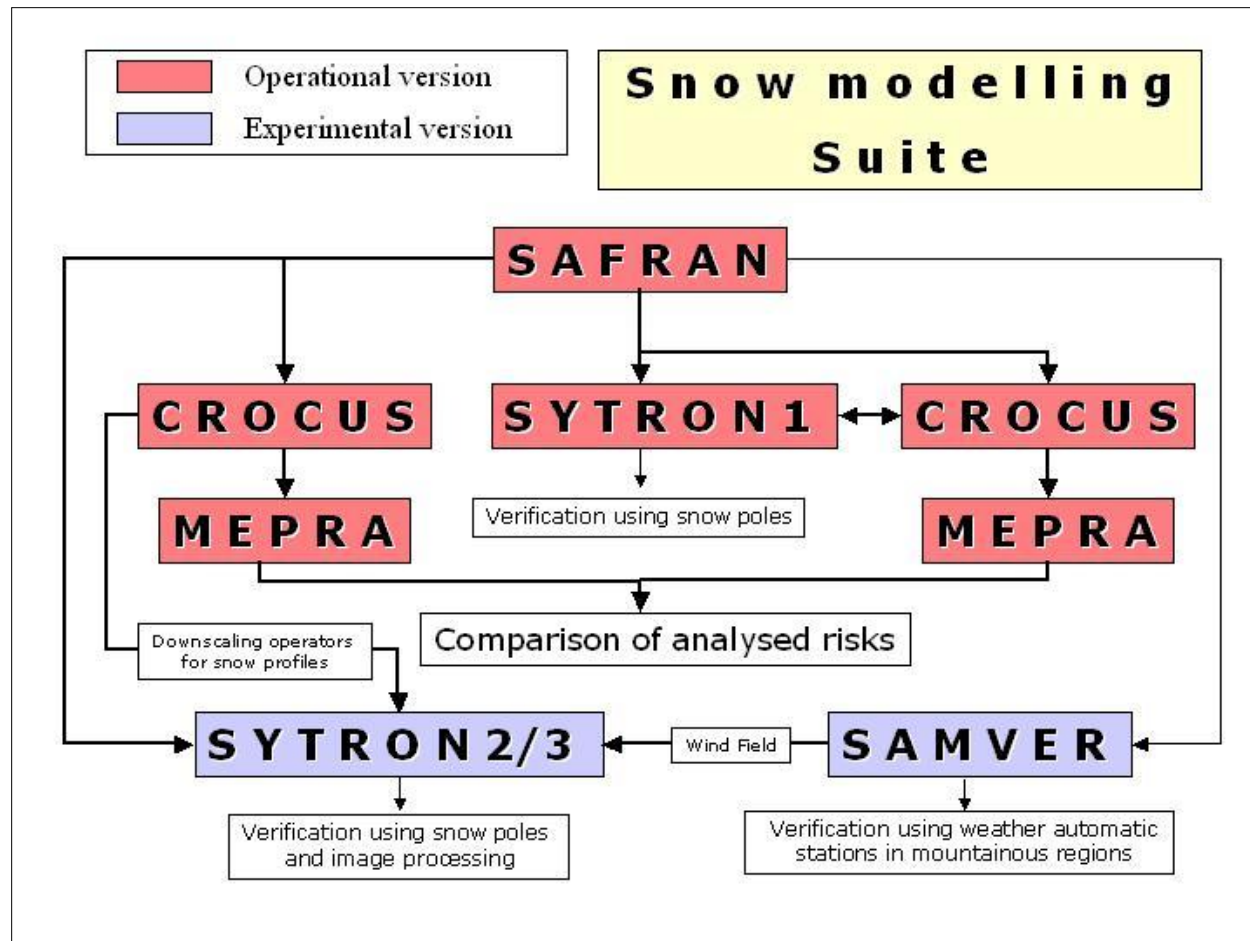 Operational version
Experimental version
Snow modelling
Suite
SAFRAN
CROCUS
SYTRON1
CROCUS
MEPRA
Verification using snow poles
MEPRA
Comparison of analysed risks
Downscaling operators
for snow profiles
SYTRON2/3
Wind Field
SAMVER
Verification using snow poles
and image processing
Verification using weather automatic
stations in mountainous regions